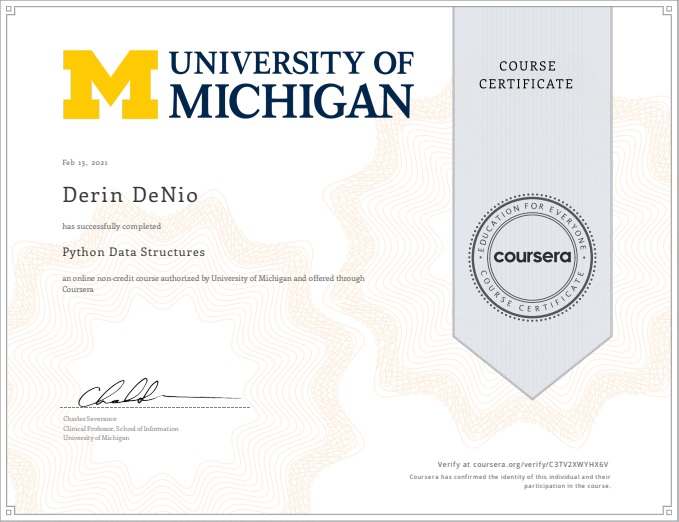 UNIVERSITY OF
MICHIGAN
COURSE
CERTIFICATE
Feb 13, 2021
Derin DeNio
has successfully completed
Python Data Structures
an online non-credit course authorized by University of Michigan and offered through
Coursera
EDUCATION FOR EVERYONE
coursera
COURSE CERTIFICATE
Charles Severance
Clinical Professor, School of Information
University of Michigan
Verify at coursera.org/verify/C3TV2XWYHX6V
Coursera has confirmed the identity of this individual and their
participation in the course.